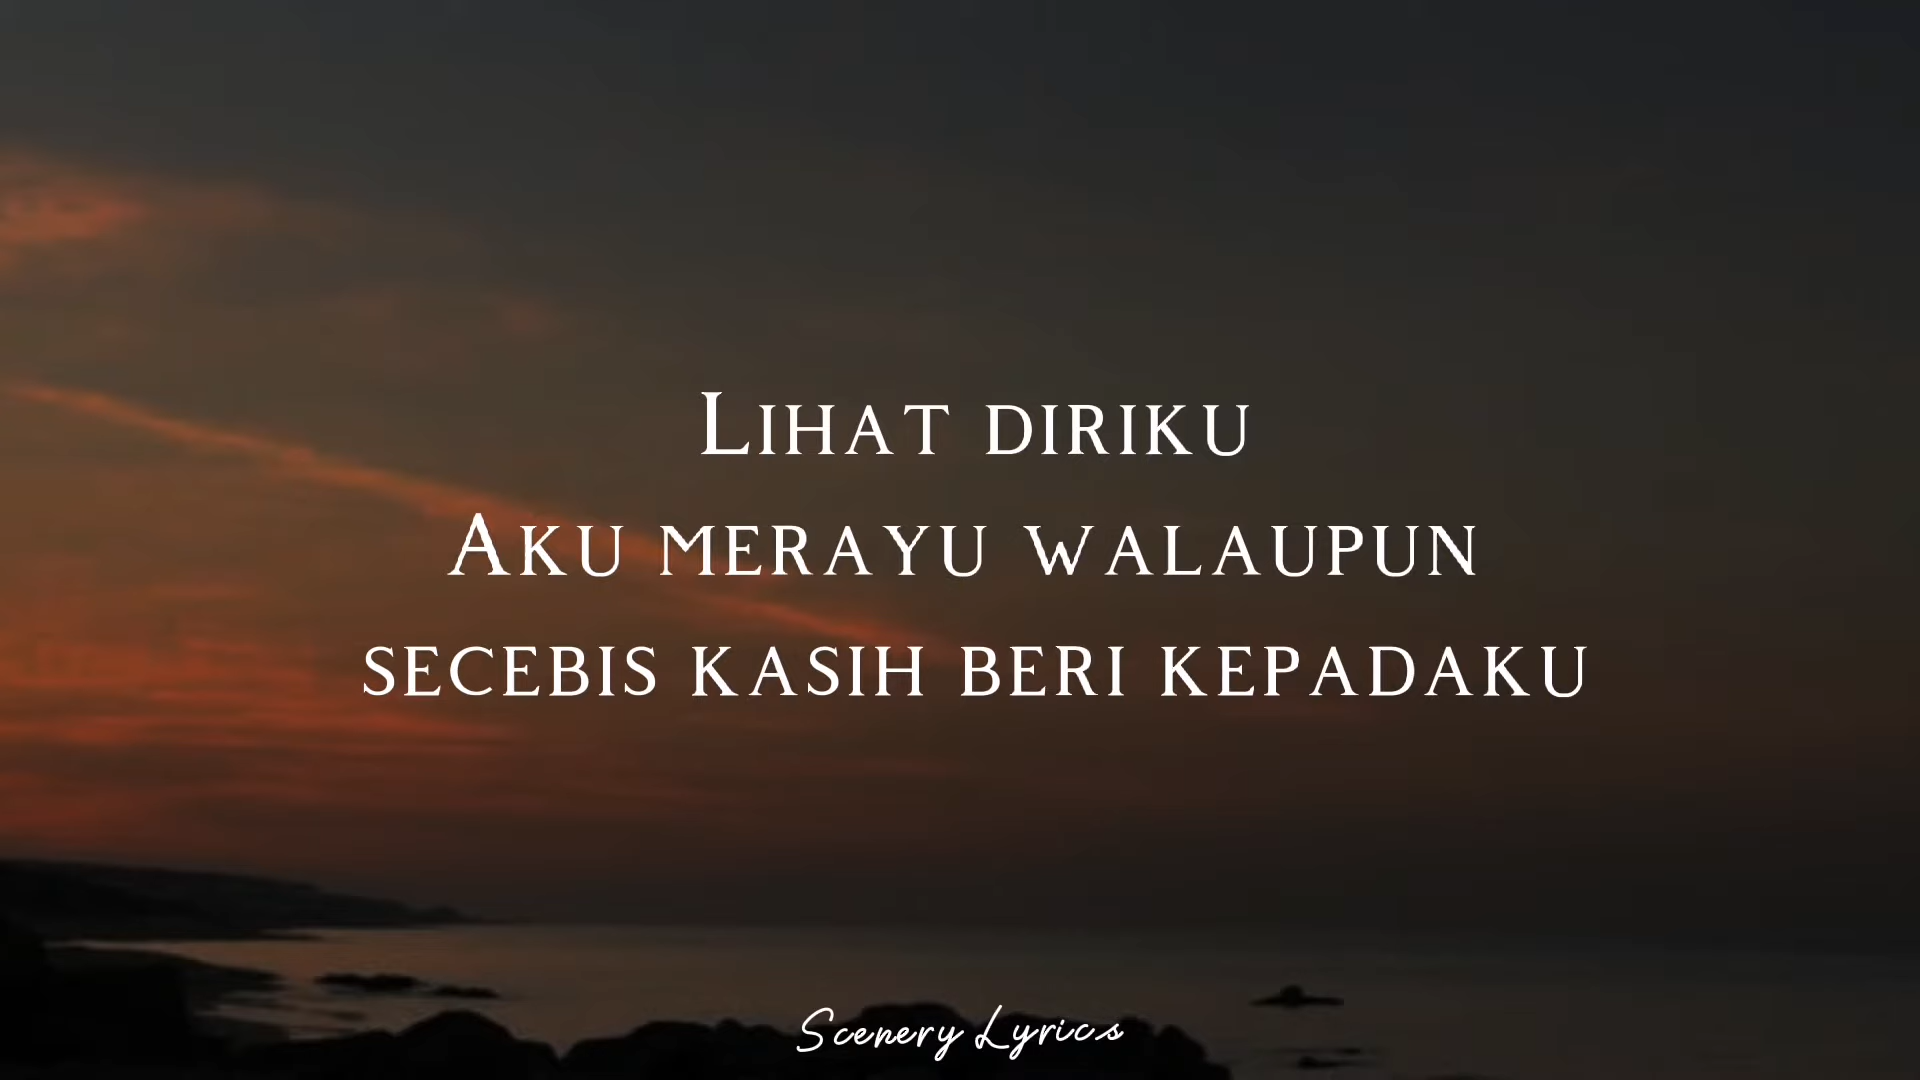 Lihat diriku
Aku merayu walaupun
secebis kasih beri kepadaku
Scenery Lyrics